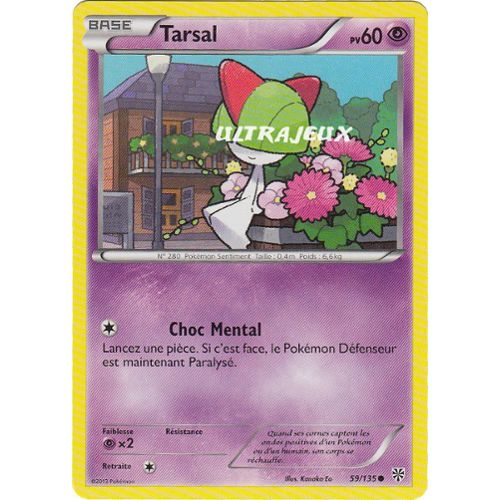 BASE
Tarsal
PV60
ULTRAJEUX
N° 280 Pokémon Sentiment Taille : 0,4m Poids : 6,6kg
Choc Mental
Lancez une pièce. Si c'est face, le Pokémon Défenseur
est maintenant Paralysé.
Faiblesse
×2
Résistance
Retraite
Quand ses cornes captent les
ondes positives d'un Pokémon
ou d'un humain, son corps se
réchauffe.
©2013 Pokémon
Illus. Kanako Eo
59/135